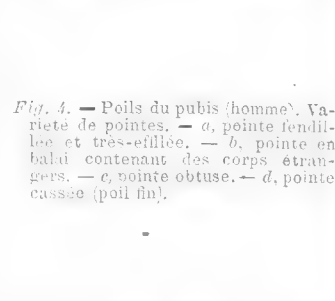 Fig. 4. — Poils du pubis (homme). Va-
riété de pointes. — a, pointe fendil-
lée et très-effilée. — b, pointe en
balai contenant des corps étran-
gers. — c, pointe obtuse. — d, pointe
cassée (poil fin).